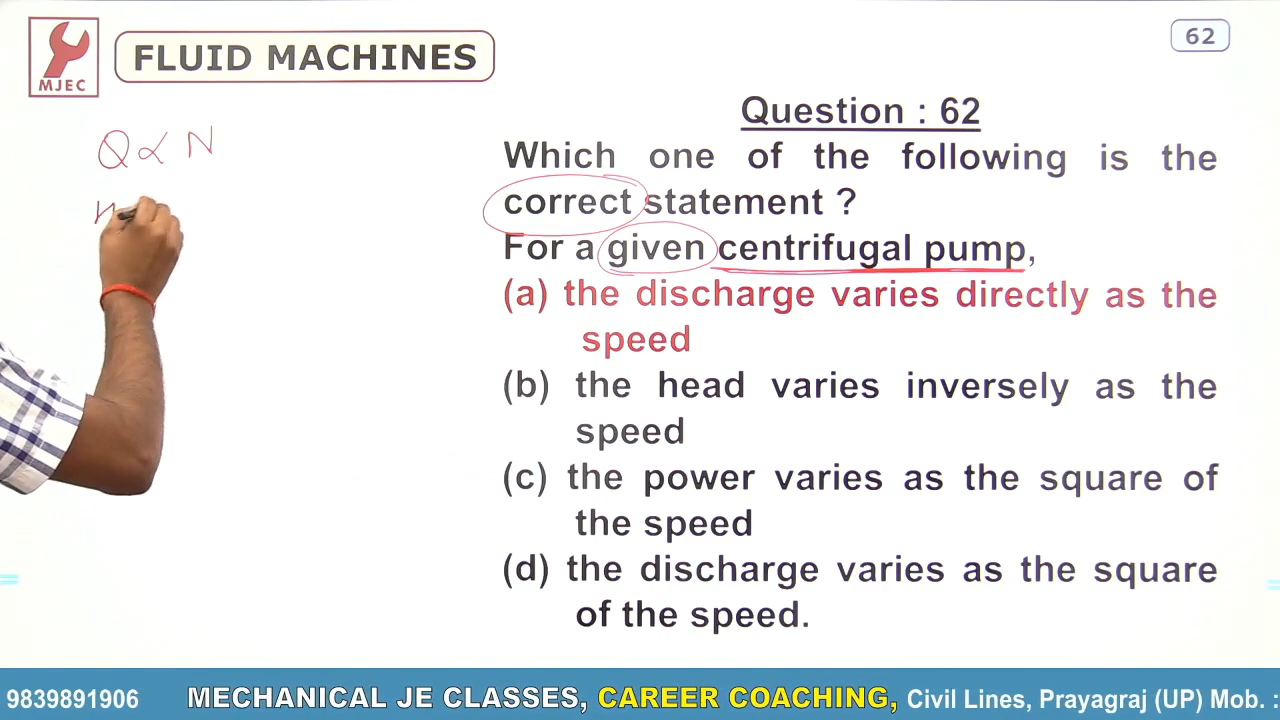 MJEC
FLUID MACHINES
62
Q ∝ N
Question : 62
Which one of the following is the
correct statement ?
For a given centrifugal pump,
(a) the discharge varies directly as the
speed
(b) the head varies inversely as the
speed
(c) the power varies as the square of
the speed
(d) the discharge varies as the square
of the speed.
9839891906 MECHANICAL JE CLASSES, CAREER COACHING, Civil Lines, Prayagraj (UP) Mob. :